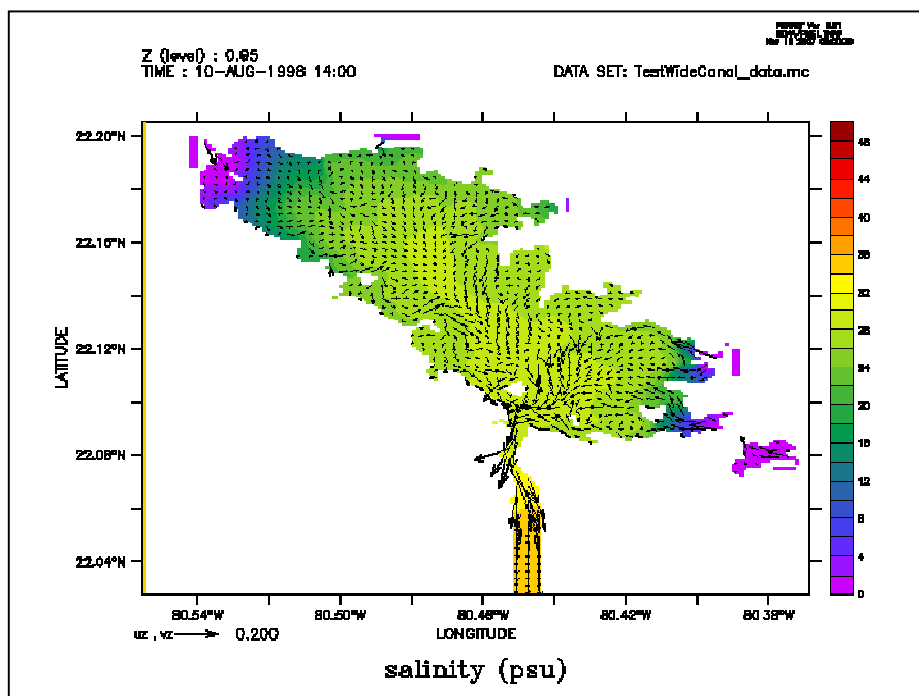 Z (level) : 0.95
TIME : 10-AUG-1998 14:00
DATA SET: TestWideCanal_data.mc
22.20°N
22.16°N
22.12°N
22.08°N
22.04°N
LATITUDE
80.54°W
80.50°W
80.46°W
80.42°W
80.38°W
LONGITUDE
48
44
40
36
32
28
24
20
16
12
8
4
0
uz , vz 0.200
salinity (psu)